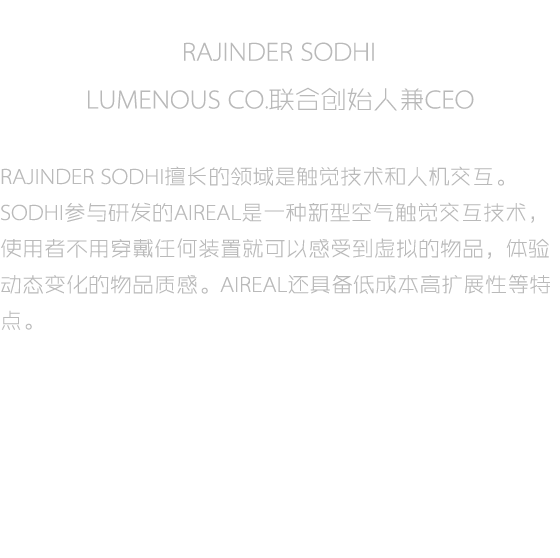 RAJINDER SODHI
LUMENOUS CO.联合创始人兼CEO
RAJINDER SODHI擅长的领域是触觉技术和人机交互。
SODHI参与研发的AIREAL是一种新型空气触觉交互技术，
使用者不用穿戴任何装置就可以感受到虚拟的物品，体验
动态变化的物品质感。AIREAL还具备低成本高扩展性等特
点。